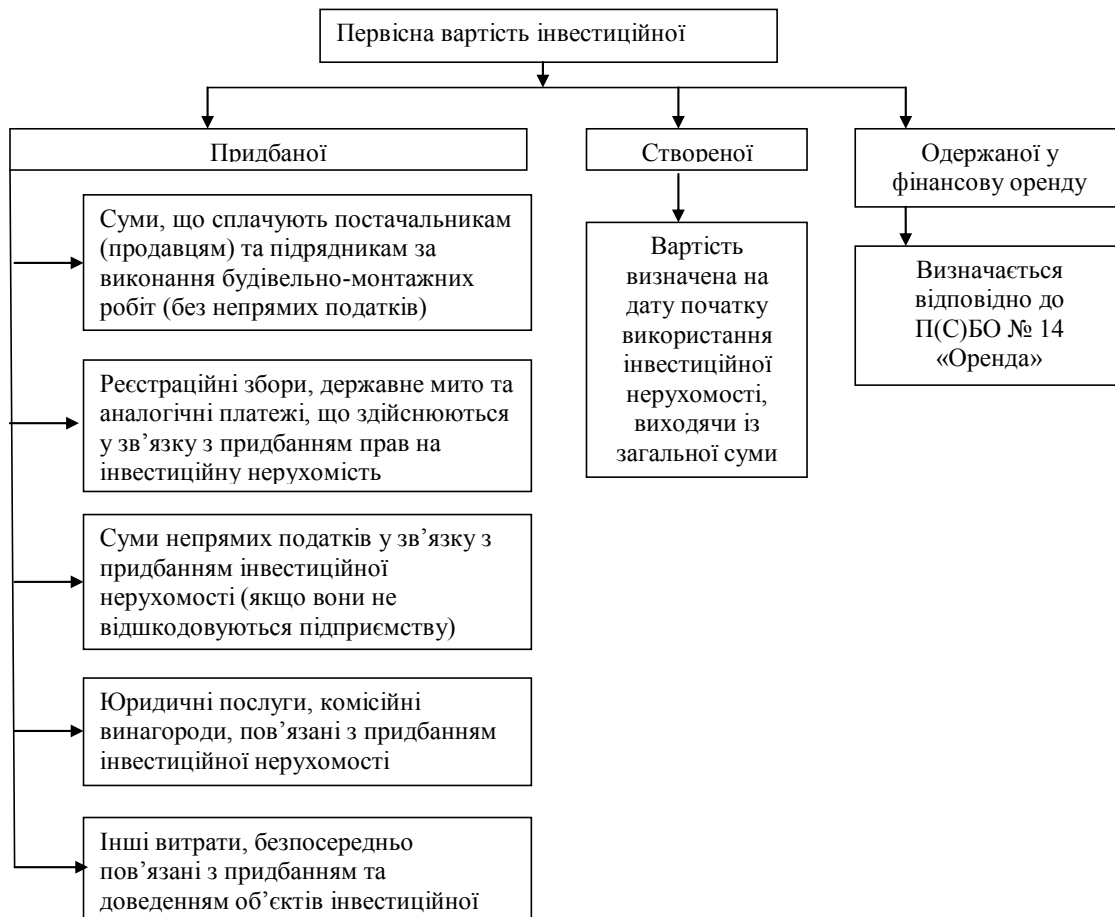 Первісна вартість інвестиційної
Придбаної
Створеної
Одержаної у
фінансову оренду
Суми, що сплачують постачальникам
(продавцям) та підрядникам за
виконання будівельно-монтажних
робіт (без непрямих податків)
Реєстраційні збори, державне мито та
аналогічні платежі, що здійснюються
у зв’язку з придбанням прав на
інвестиційну нерухомість
Суми непрямих податків у зв’язку з
придбанням інвестиційної
нерухомості (якщо вони не
відшкодовуються підприємству)
Юридичні послуги, комісійні
винагороди, пов’язані з придбанням
інвестиційної нерухомості
Інші витрати, безпосередньо
пов’язані з придбанням та
доведенням об’єктів інвестиційної
Вартість
визначена на
дату початку
використання
інвестиційної
нерухомості,
виходячи із
загальної суми
Визначається
відповідно до
П(С)БО № 14
«Оренда»